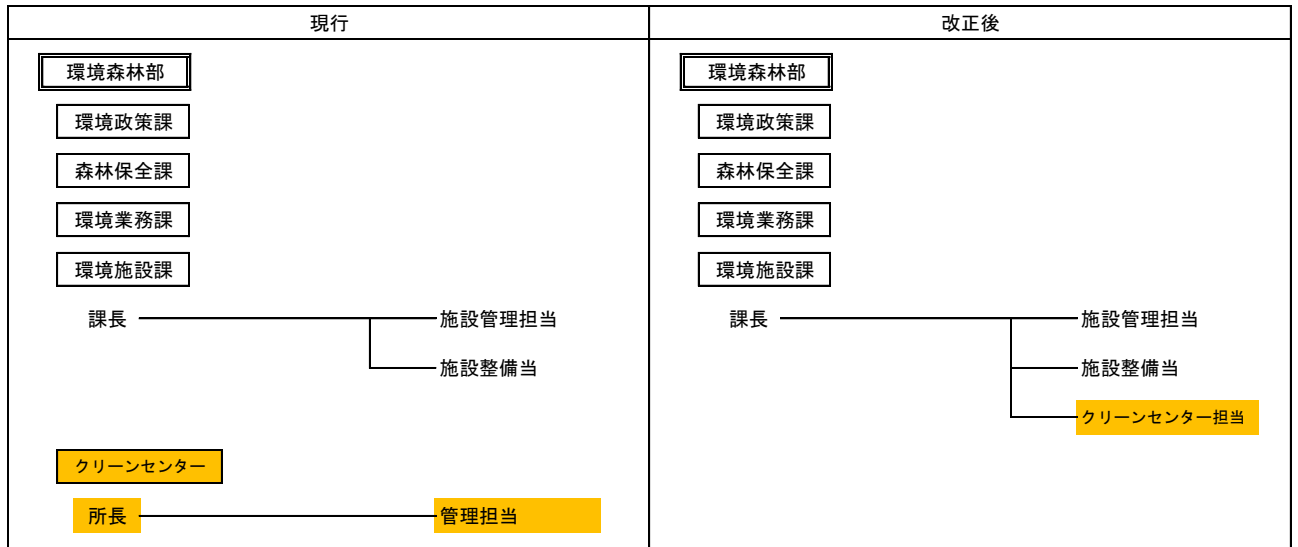 現行
環境森林部
環境政策課
森林保全課
環境業務課
環境施設課
課長 施設管理担当
施設整備当
クリーンセンター
所長 管理担当
改正後
環境森林部
環境政策課
森林保全課
環境業務課
環境施設課
課長 施設管理担当
施設整備当
クリーンセンター担当